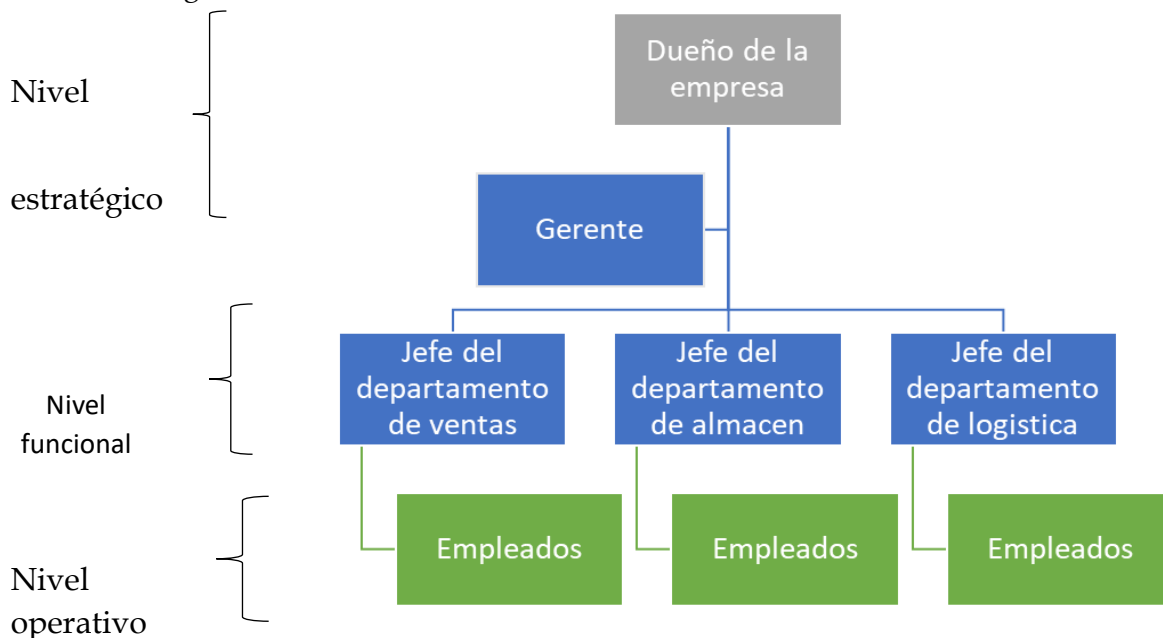 Dueño de la
empresa
Nivel
estratégico
Gerente
Jefe del
departamento
de ventas
Jefe del
departamento
de almacen
Jefe del
departamento
de logistica
Nivel
funcional
Empleados
Empleados
Empleados
Nivel
operativo